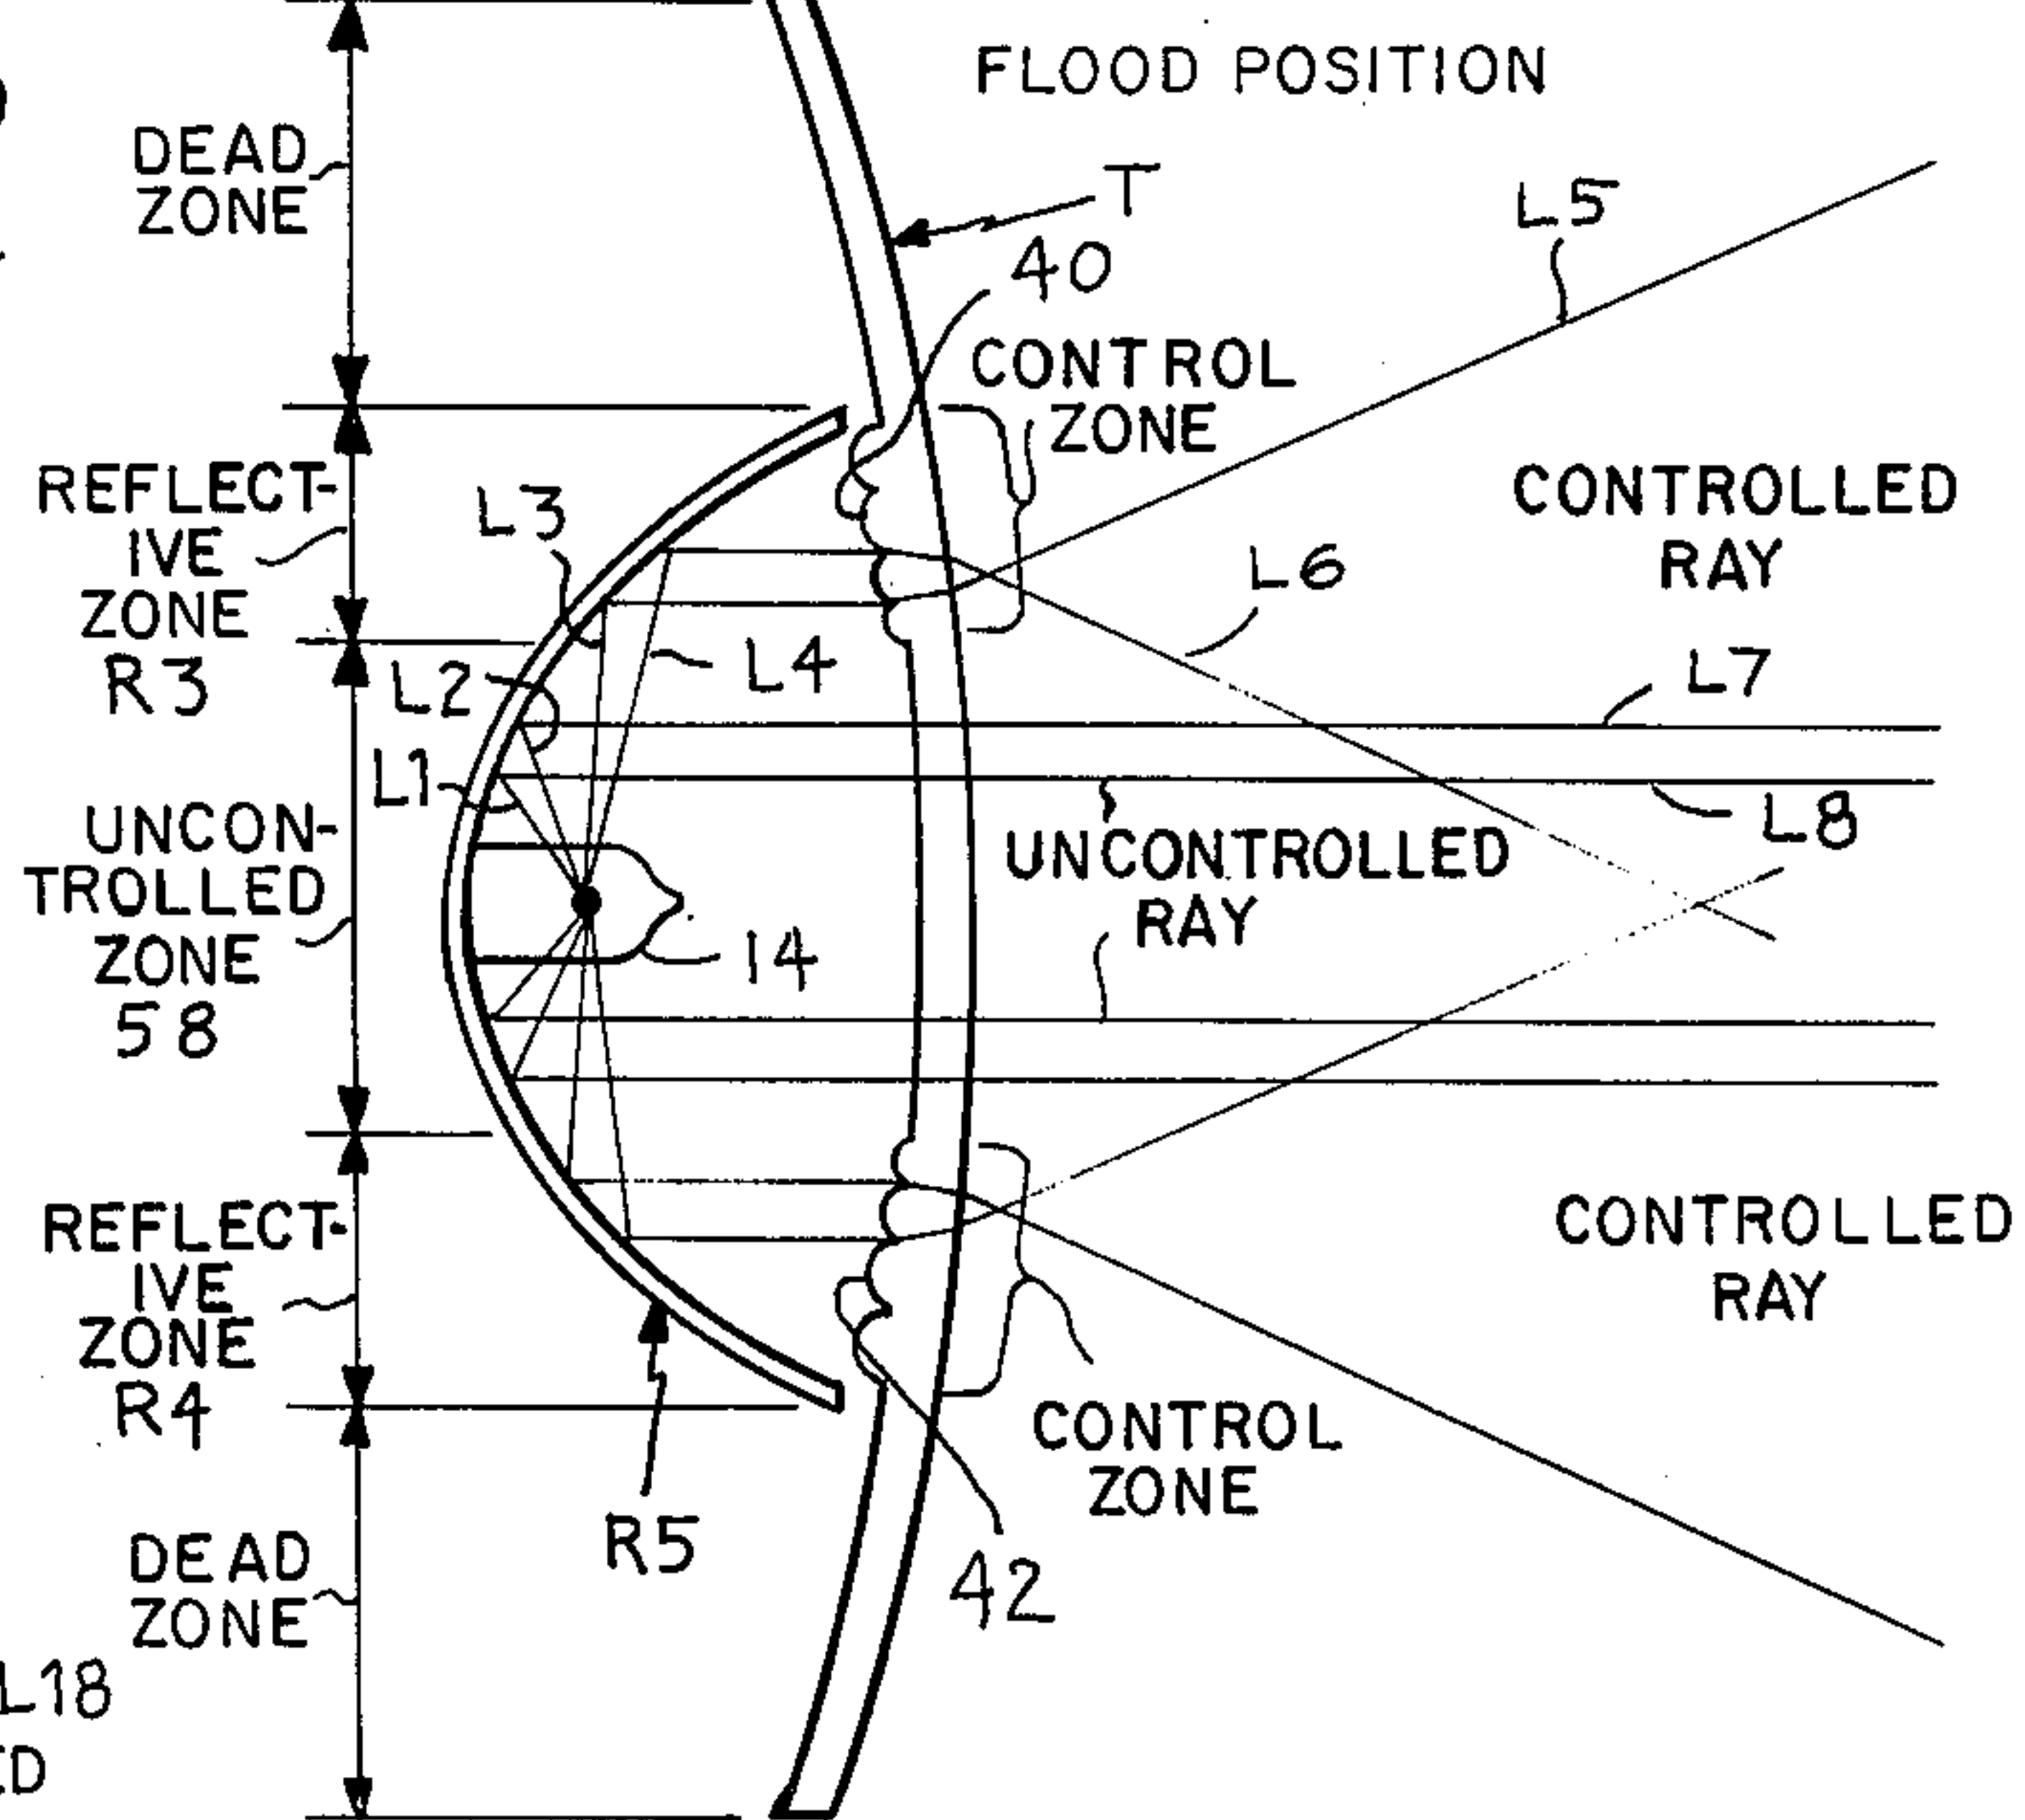 FLOOD POSITION
DEAD
ZONE
T
L5
40
CONTROL
ZONE
REFLECT-
IVE
ZONE
R3
L3
CONTROLLED
RAY
L6
L4
L2
L7
L1
L8
UNCON-
TROLLED
ZONE
58
UNCONTROLLED
RAY
14
REFLECT-
IVE
ZONE
R4
CONTROLLED
RAY
CONTROL
ZONE
R5
42
DEAD
ZONE
L18